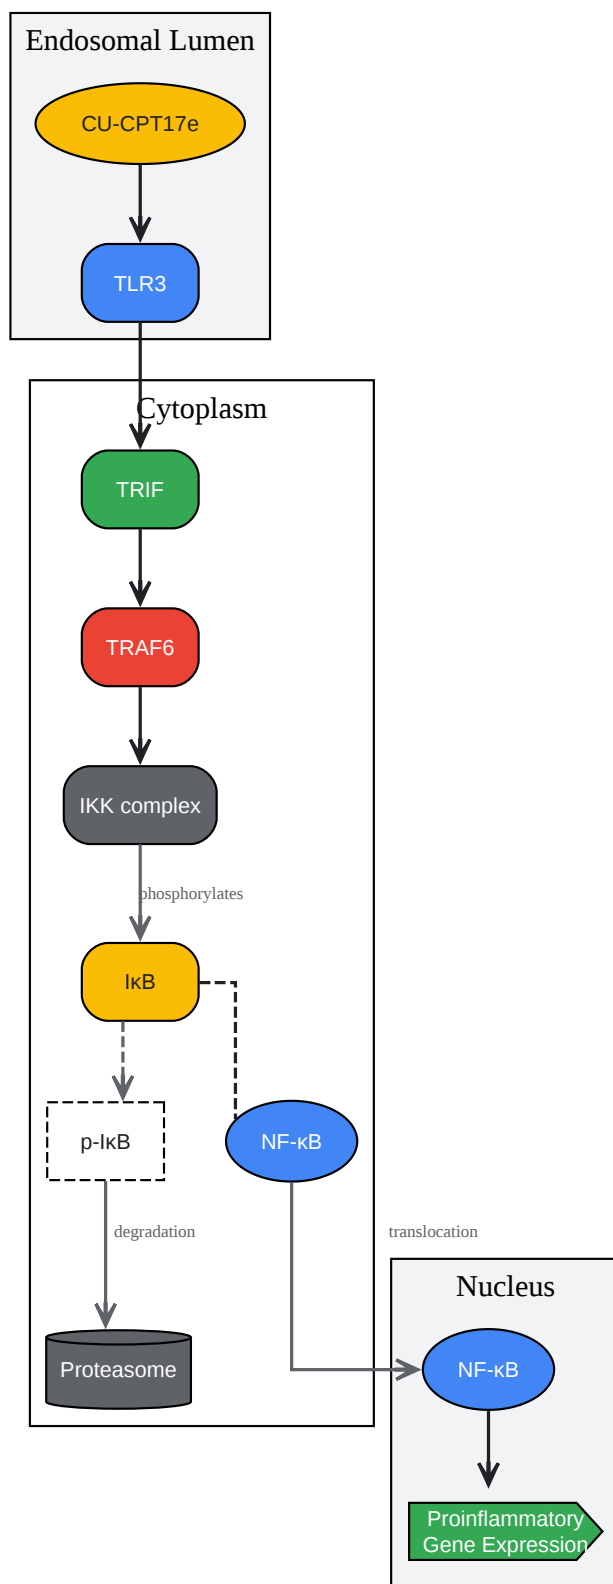 Endosomal Lumen
CU-CPT17e
TLR3
Cytoplasm
TRIF
TRAF6
IKK complex
phosphorylates
IκB
p-IκB
NF-κB
degradation
translocation
Nucleus
Proteasome
NF-κB
Proinflammatory
Gene Expression